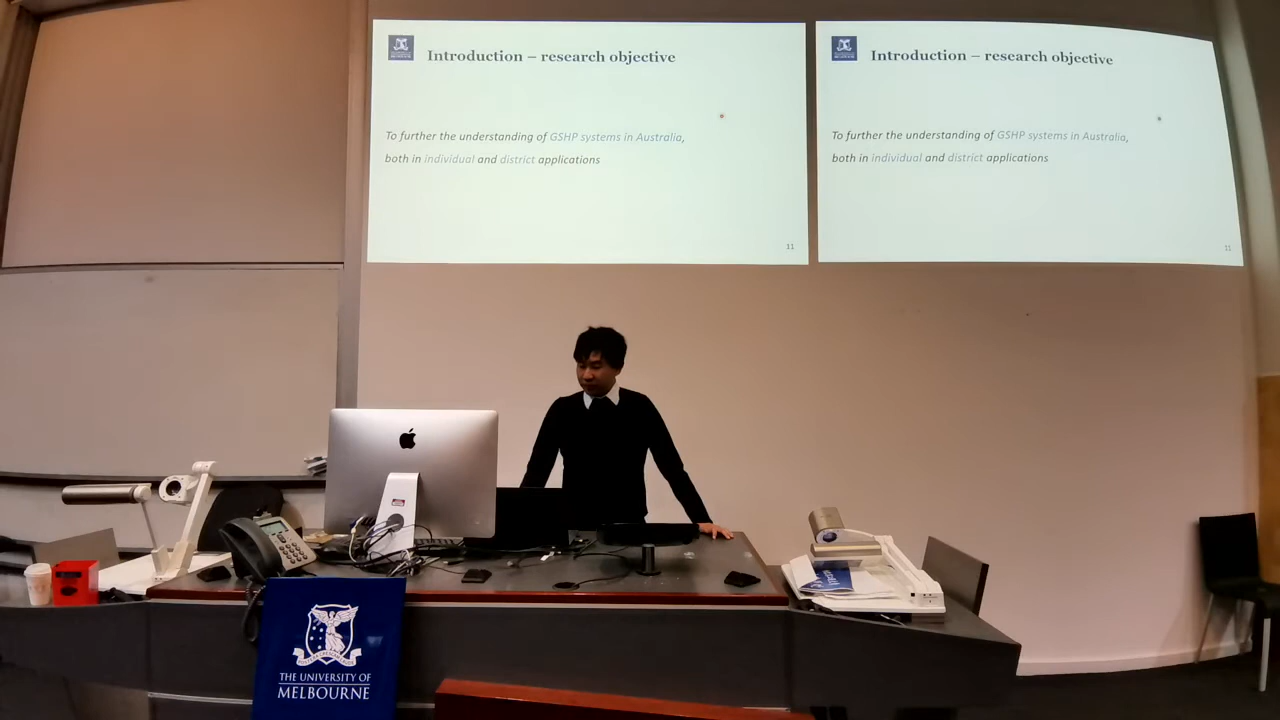 Introduction – research objective
To further the understanding of GSHP systems in Australia,
both in individual and district applications
11
Introduction – research objective
To further the understanding of GSHP systems in Australia,
both in individual and district applications
11
THE UNIVERSITY OF
MELBOURNE